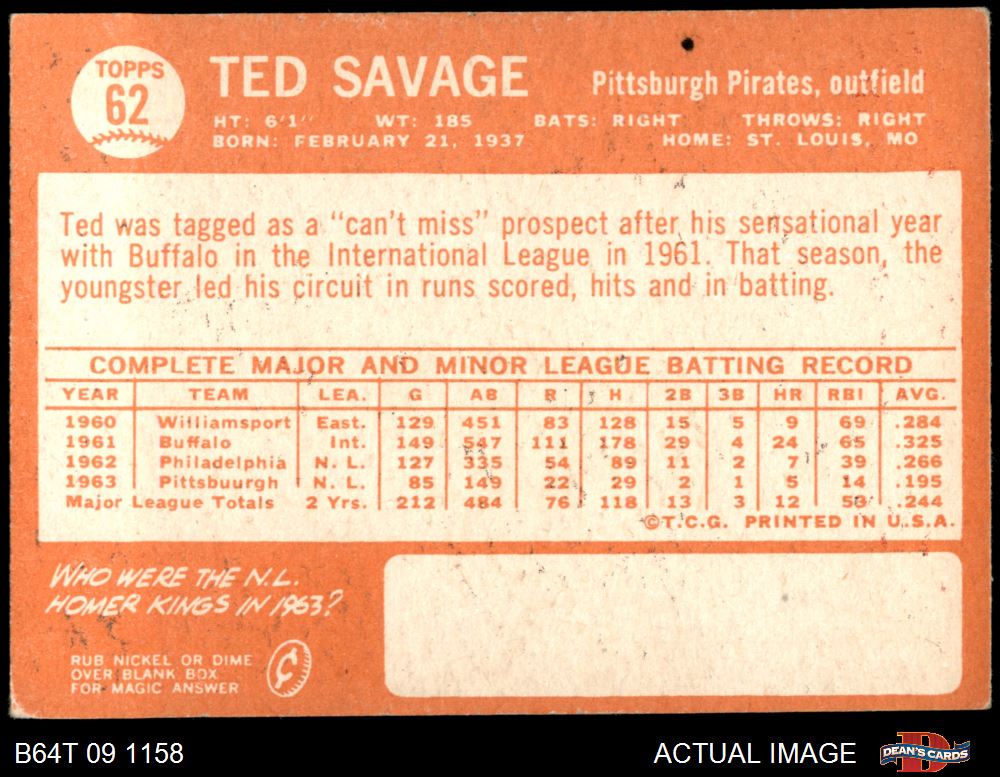 TOPPS
62
TED SAVAGE
Pittsburgh Pirates, outfield
HT: 6'1" WT: 185 BATS: RIGHT THROWS: RIGHT
BORN: FEBRUARY 21, 1937 HOME: ST. LOUIS, MO
Ted was tagged as a "can't miss" prospect after his sensational year
with Buffalo in the International League in 1961. That season, the
youngster led his circuit in runs scored, hits and in batting.
COMPLETE MAJOR AND MINOR LEAGUE BATTING RECORD
YEAR TEAM LEA. G AB R H 2B 3B HR RBI AVG.
1960 Williamsport East. 129 451 83 128 15 5 9 69 .284
1961 Buffalo Int. 149 547 111 178 29 4 24 65 .325
1962 Philadelphia N. L. 127 335 54 89 11 2 7 39 .266
1963 Pittsbuurgh N. L. 85 149 22 29 2 1 5 14 .195
Major League Totals 2 Yrs. 212 484 76 118 13 3 12 53 .244
©T.C.G. PRINTED IN U.S.A.
WHO WERE THE N.L.
HOMER KINGS IN 1963?
RUB NICKEL OR DIME
OVER BLANK BOX
FOR MAGIC ANSWER
¢
B64T 09 1158
ACTUAL IMAGE
DEAN'S CARDS